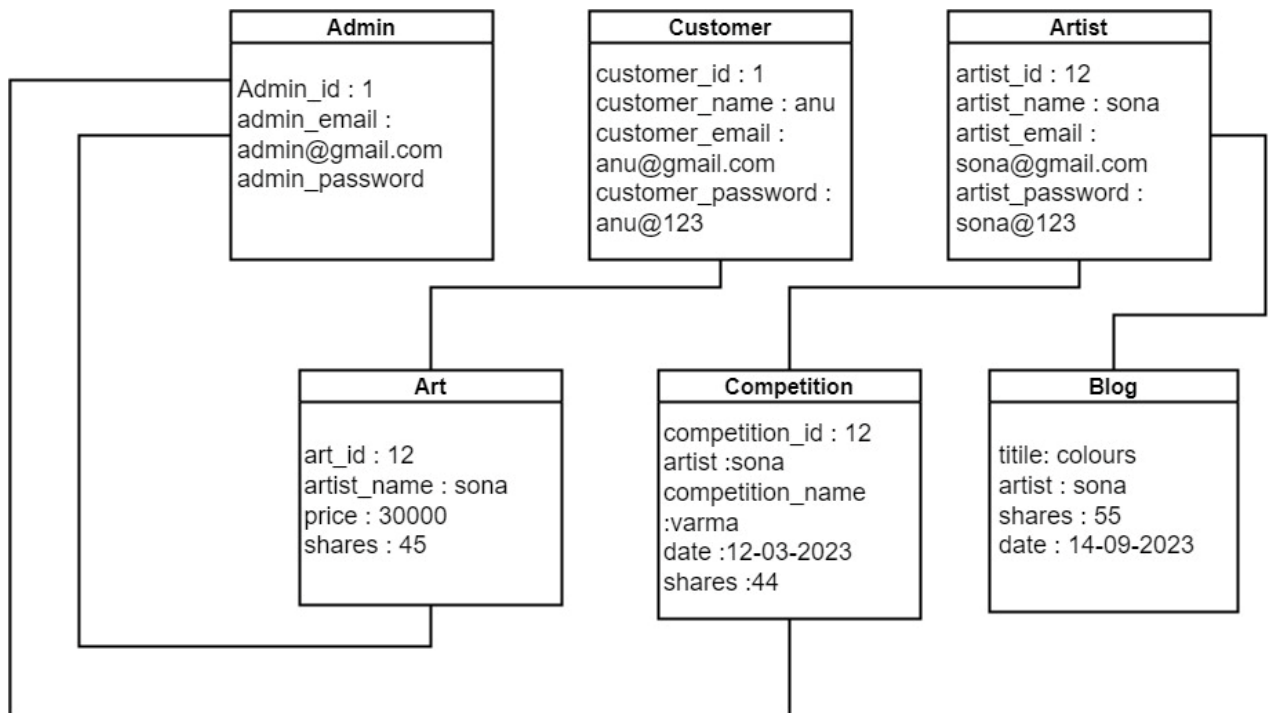 Admin
Admin_id : 1
admin_email :
admin@gmail.com
admin_password
Customer
customer_id : 1
customer_name : anu
customer_email :
anu@gmail.com
customer_password :
anu@123
Artist
artist_id : 12
artist_name : sona
artist_email :
sona@gmail.com
artist_password :
sona@123
Art
art_id : 12
artist_name : sona
price : 30000
shares : 45
Competition
competition_id : 12
artist :sona
competition_name
:varma
date :12-03-2023
shares :44
Blog
titile: colours
artist : sona
shares : 55
date : 14-09-2023